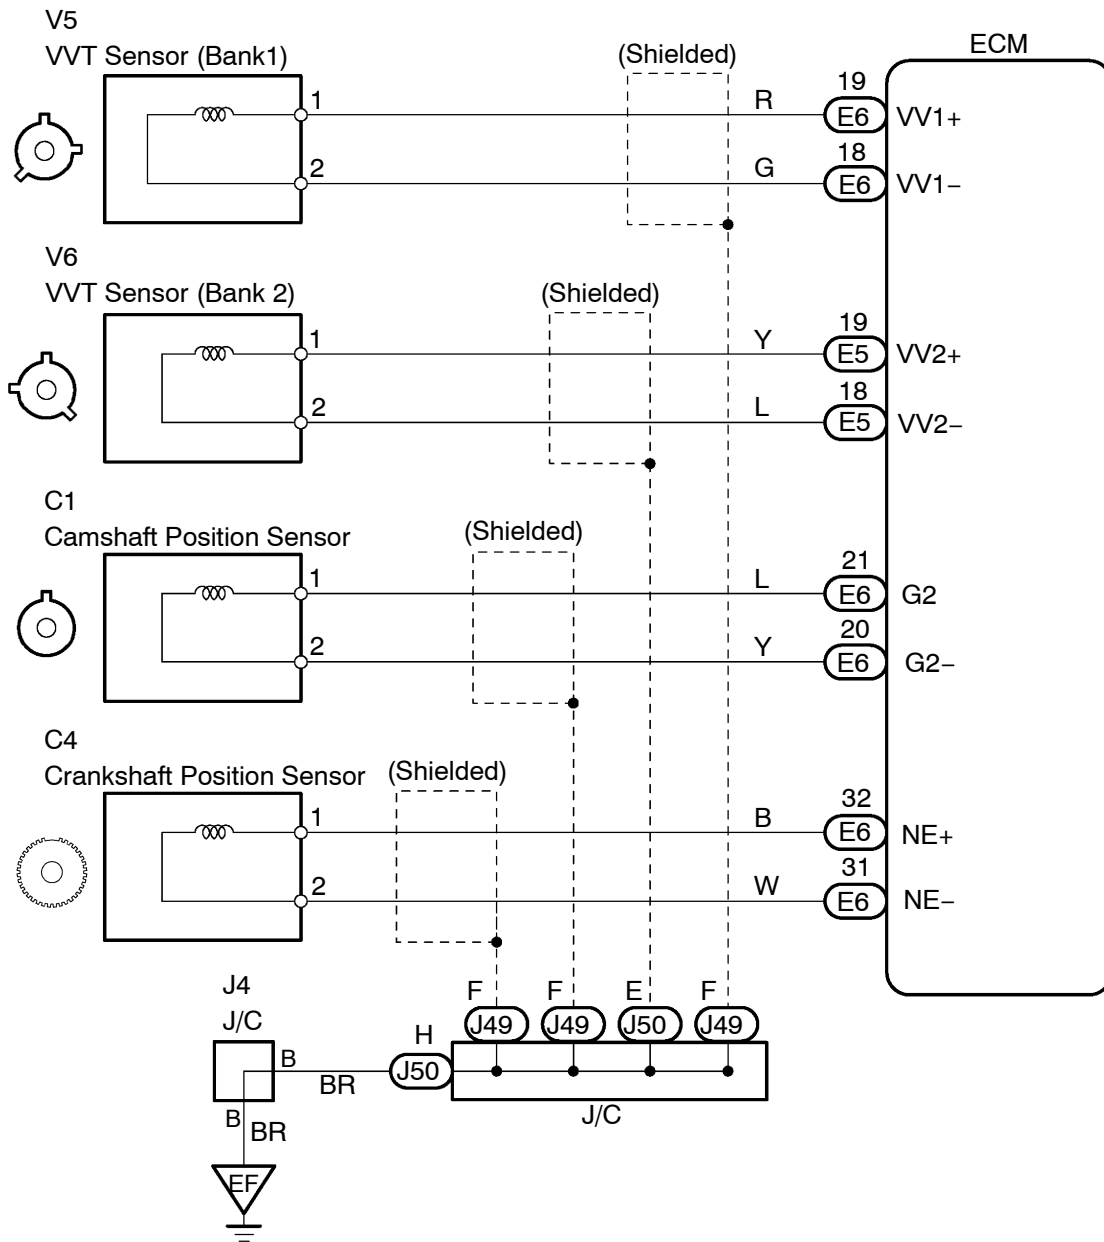 V5
VVT Sensor (Bank1)
(Shielded)
ECM
1
R
19
E6
VV1+
2
G
18
E6
VV1−
V6
VVT Sensor (Bank 2)
(Shielded)
1
Y
19
E5
VV2+
2
L
18
E5
VV2−
C1
Camshaft Position Sensor
(Shielded)
1
L
21
E6
G2
2
Y
20
E6
G2−
C4
Crankshaft Position Sensor
(Shielded)
1
B
32
E6
NE+
2
W
31
E6
NE−
J4
J/C
F
F
E
F
J49
J49
J50
J49
H
J50
B
BR
J/C
B
BR
EF